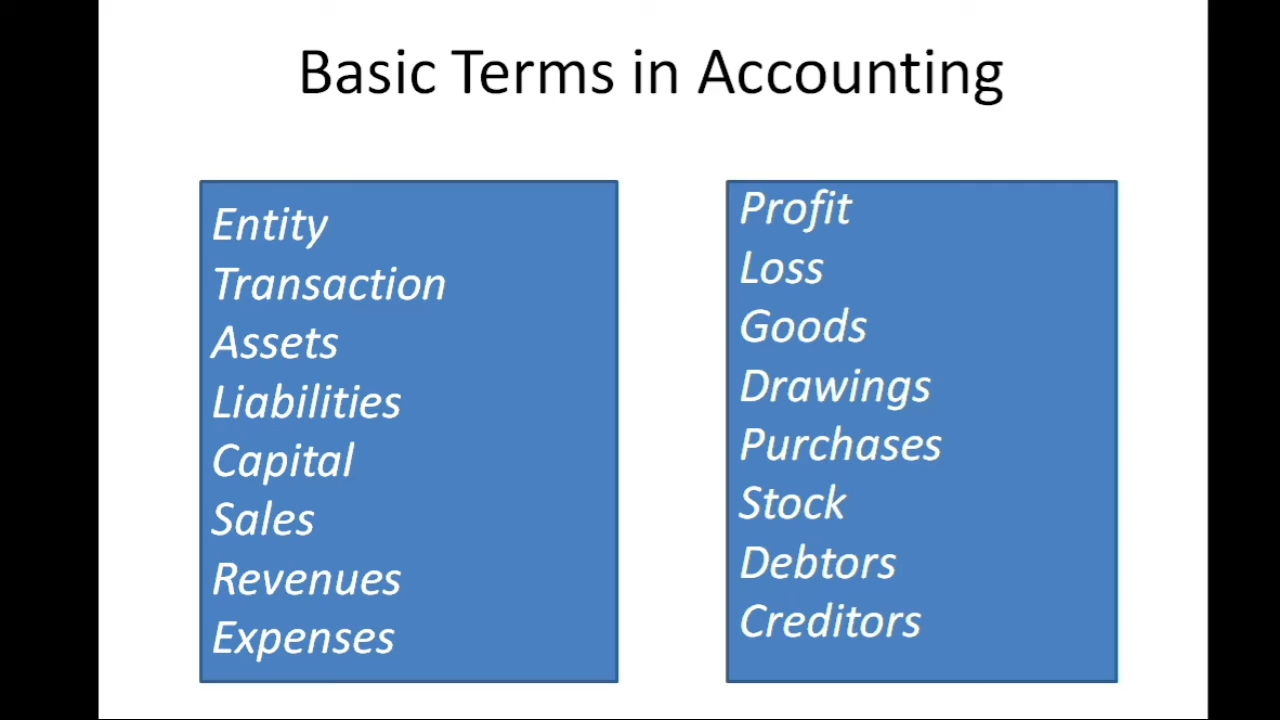 Basic Terms in Accounting
Entity
Transaction
Assets
Liabilities
Capital
Sales
Revenues
Expenses
Profit
Loss
Goods
Drawings
Purchases
Stock
Debtors
Creditors